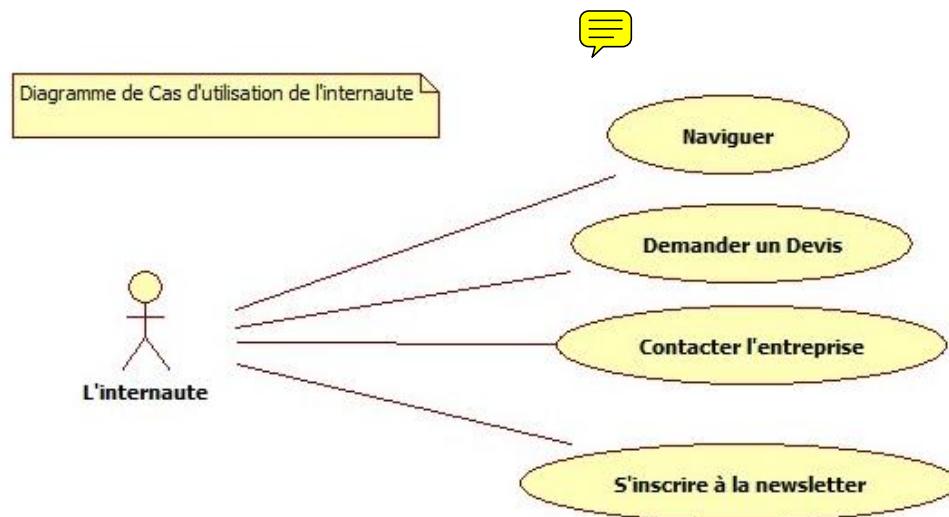 Diagramme de Cas d'utilisation de l'internaute
Naviguer
Demander un Devis
Contacter l'entreprise
L'internaute
S'inscrire à la newsletter